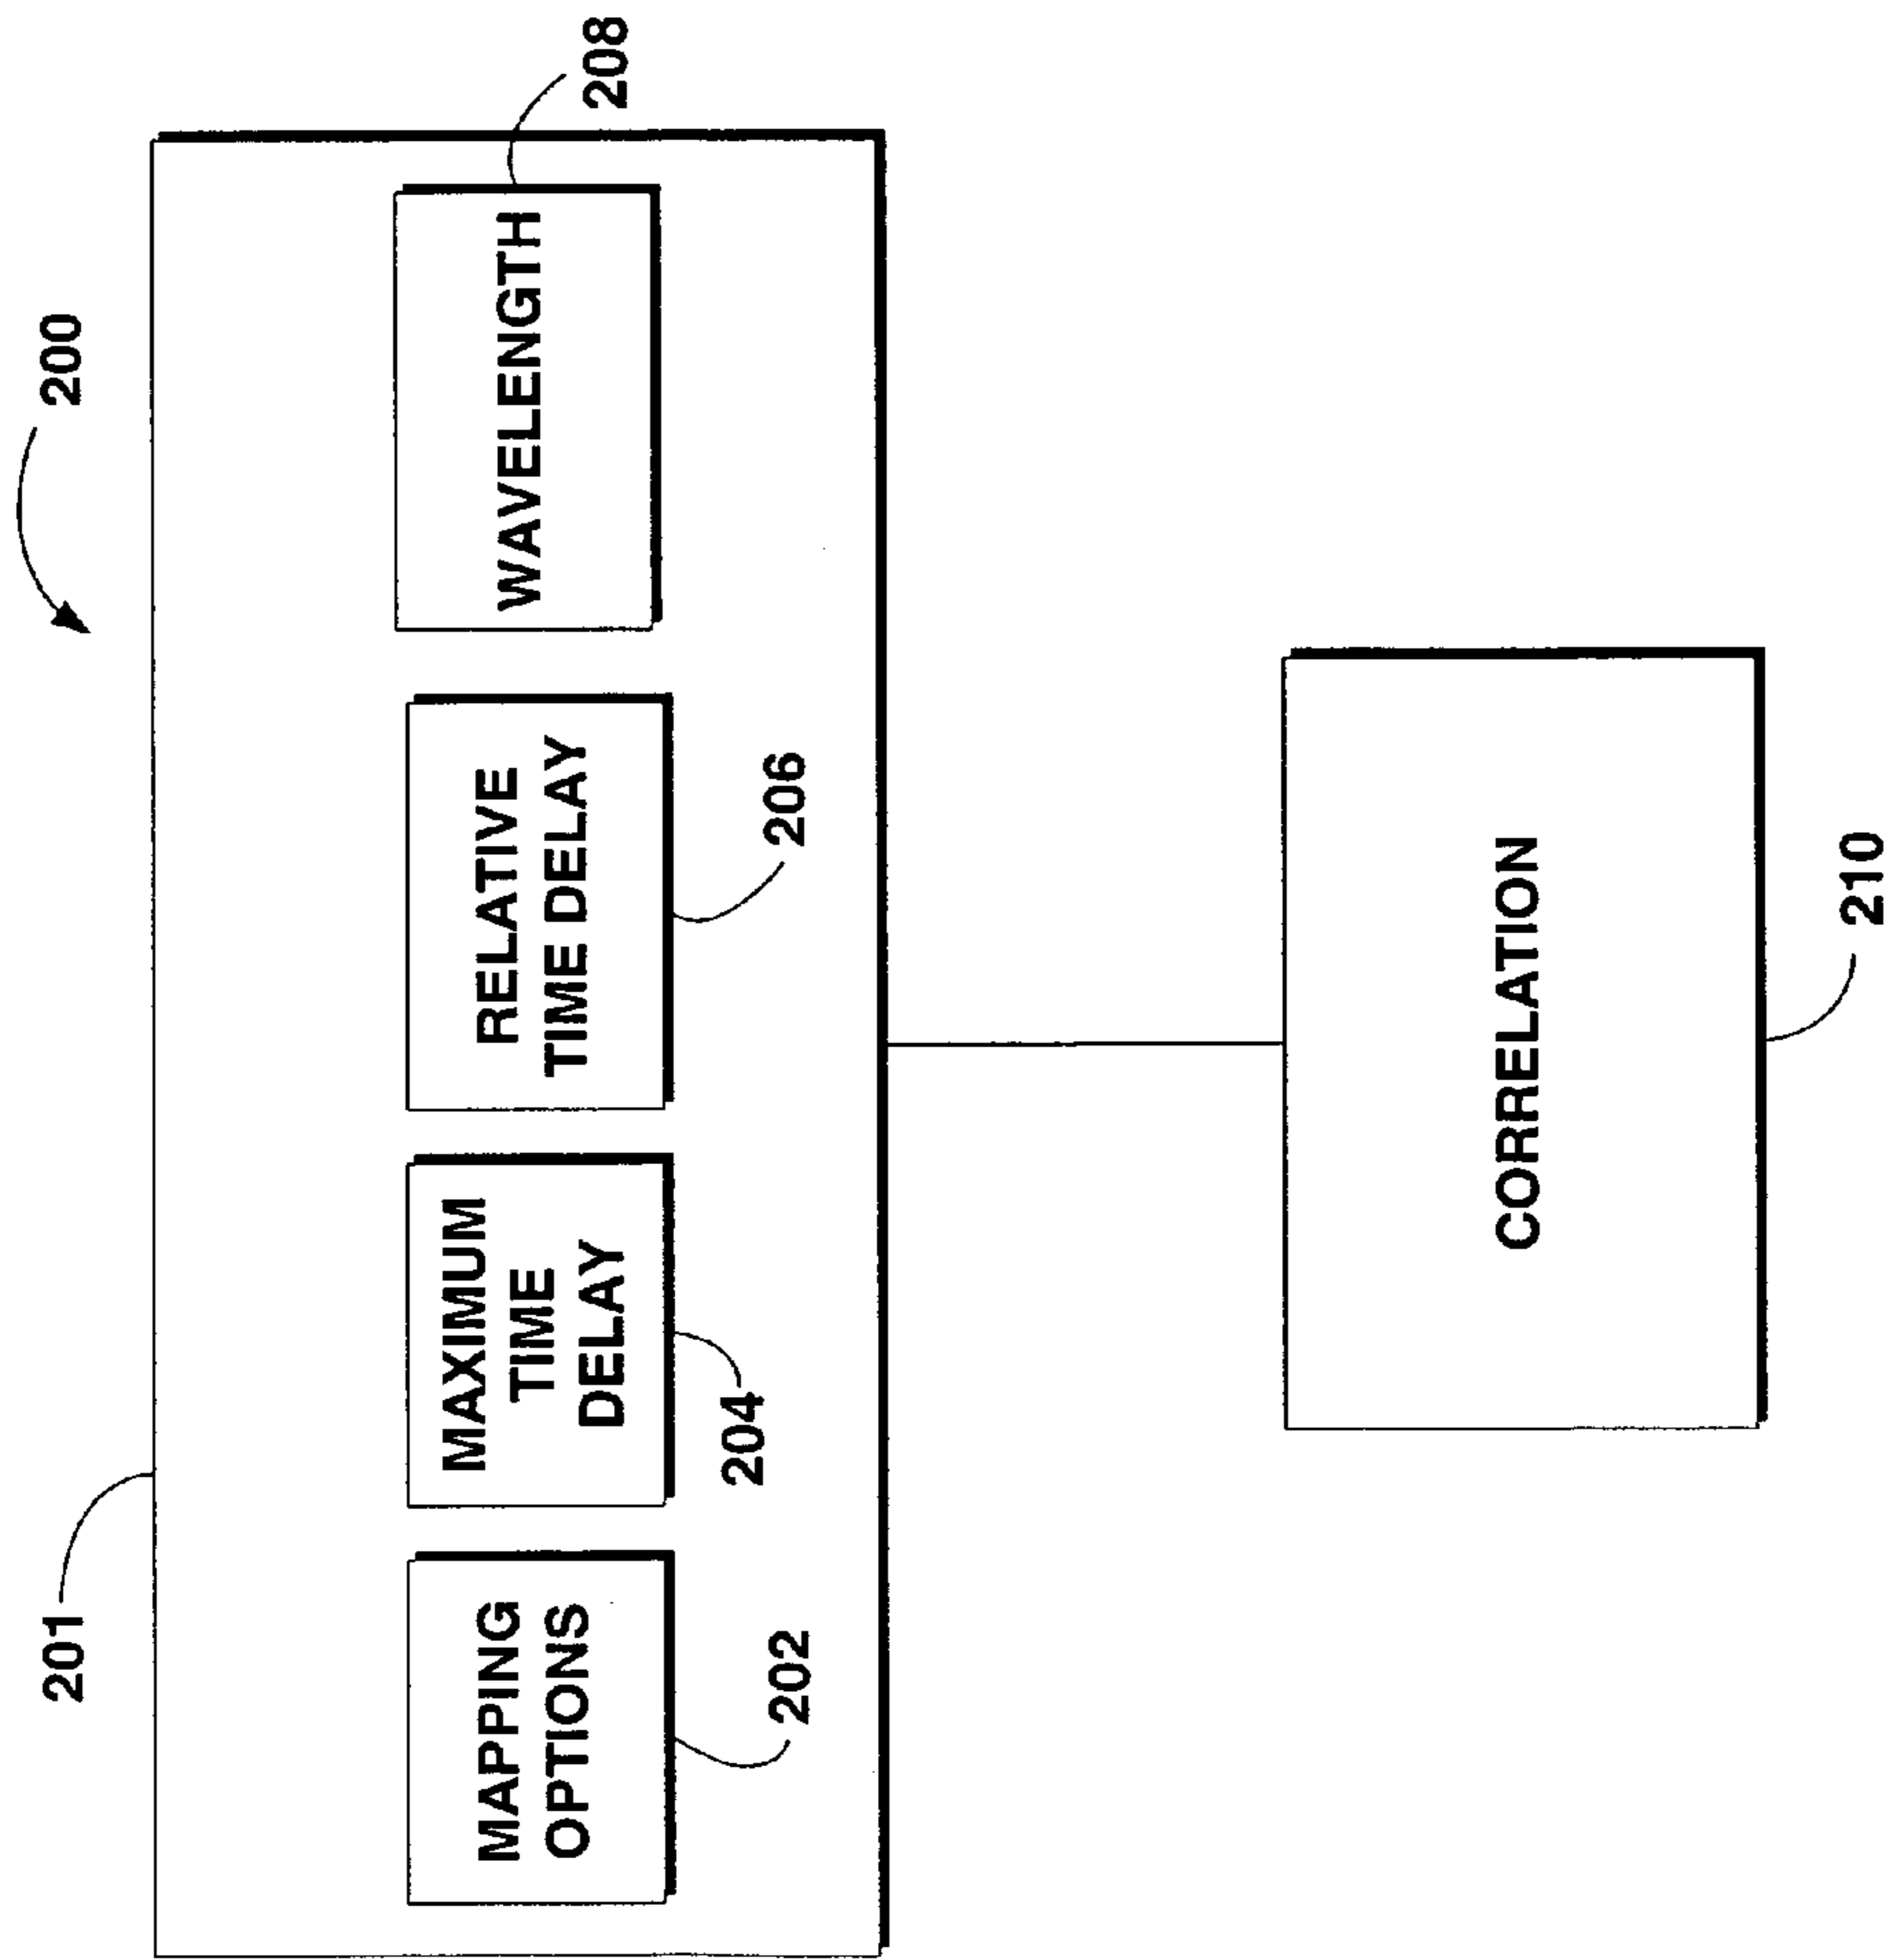 200
201
MAPPING
OPTIONS
202
MAXIMUM
TIME
DELAY
204
RELATIVE
TIME DELAY
206
WAVELENGTH
208
CORRELATION
210